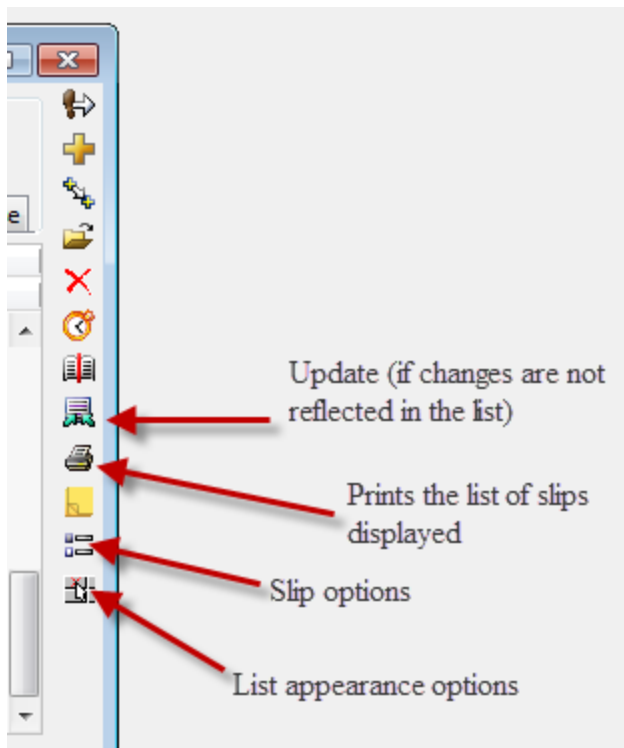 e
Update (if changes are not
reflected in the list)
Prints the list of slips
displayed
Slip options
List appearance options